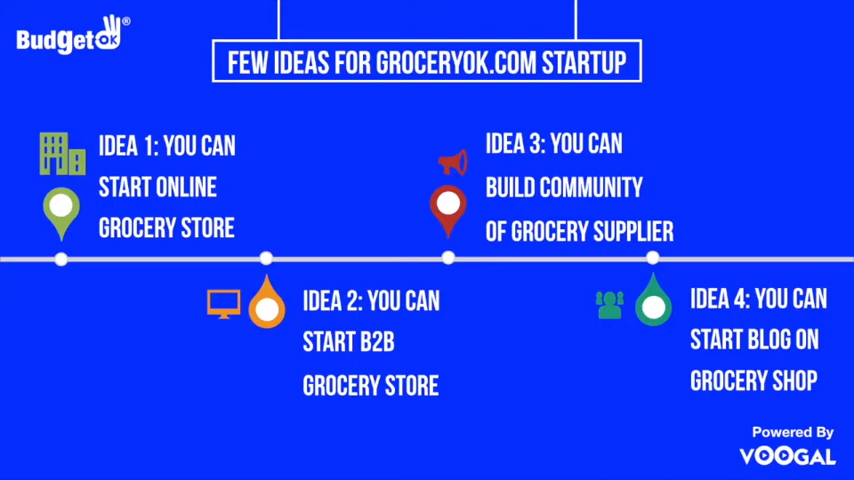 BudgetOK®
FEW IDEAS FOR GROCERYOK.COM STARTUP
IDEA 1: YOU CAN
START ONLINE
GROCERY STORE
IDEA 3: YOU CAN
BUILD COMMUNITY
OF GROCERY SUPPLIER
IDEA 2: YOU CAN
START B2B
GROCERY STORE
IDEA 4: YOU CAN
START BLOG ON
GROCERY SHOP
Powered By
VOOGAL